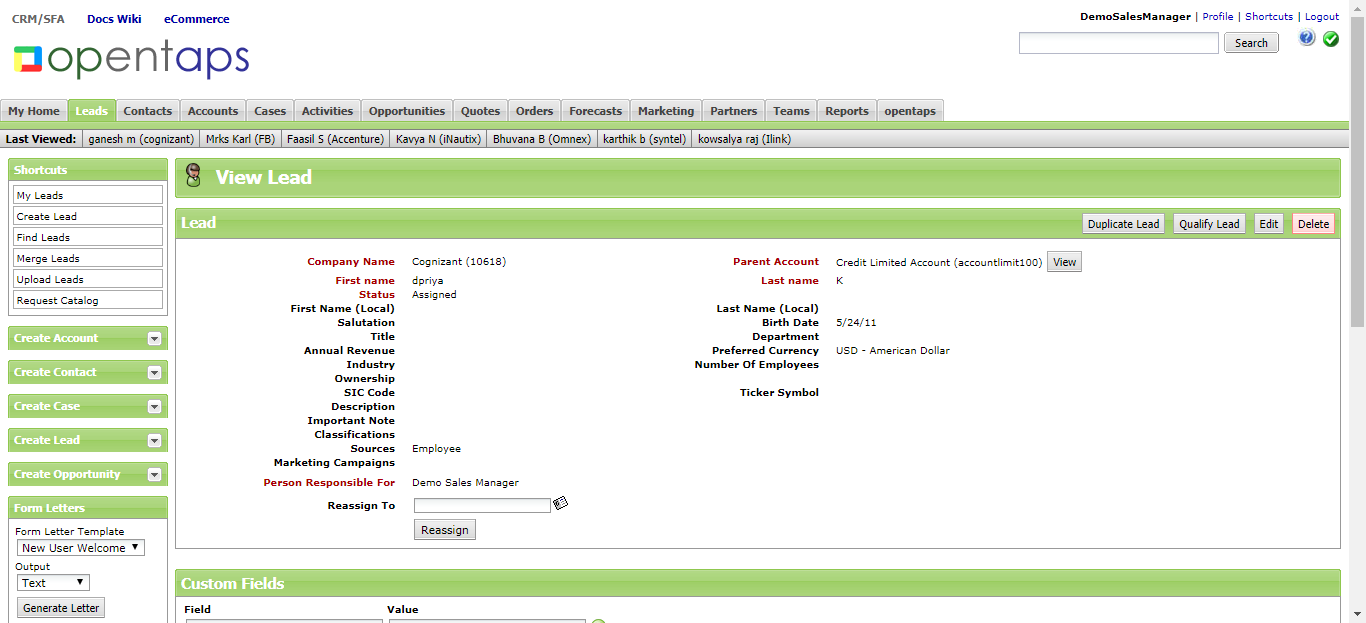 CRM/SFA Docs Wiki eCommerce
DemoSalesManager | Profile | Shortcuts | Logout
opentaps
Search
My Home Leads Contacts Accounts Cases Activities Opportunities Quotes Orders Forecasts Marketing Partners Teams Reports opentaps
Last Viewed: ganesh m (cognizant) Mrks Karl (FB) Faasil S (Accenture) Kavya N (iNautix) Bhuvana B (Omnex) karthik b (syntel) kowsalya raj (Ilink)
Shortcuts
My Leads
Create Lead
Find Leads
Merge Leads
Upload Leads
Request Catalog
Create Account
Create Contact
Create Case
Create Lead
Create Opportunity
Form Letters
Form Letter Template
New User Welcome
Output
Text
Generate Letter
View Lead
Lead
Duplicate Lead Qualify Lead Edit Delete
Company Name Cognizant (10618) Parent Account Credit Limited Account (accountlimit100) View
First name dpriya Last name K
Status Assigned
First Name (Local) Last Name (Local)
Salutation Birth Date 5/24/11
Title Department
Annual Revenue Preferred Currency USD - American Dollar
Industry Number Of Employees
Ownership
SIC Code Ticker Symbol
Description
Important Note
Classifications
Sources Employee
Marketing Campaigns
Person Responsible For Demo Sales Manager
Reassign To
Reassign
Custom Fields
Field Value